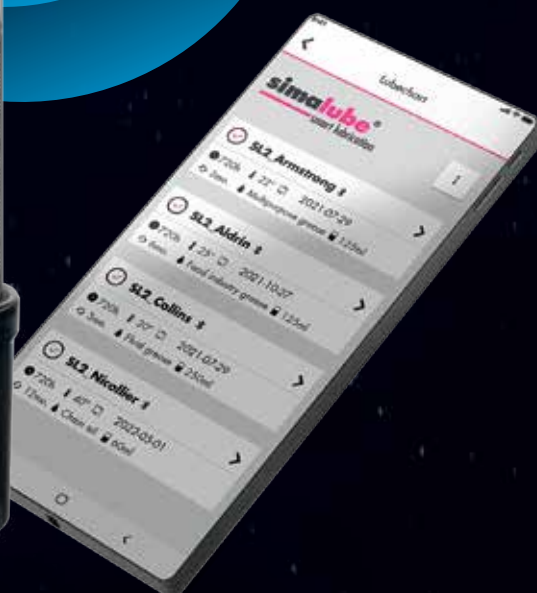 Lubechart
simalube®
smart lubrication
SL2_Armstrong
720h 22° 2021-07-29
3mo. Multipurpose grease 125ml
SL2_Aldrin
720h 25° 2021-10-27
6mo. Food industry grease 125ml
SL2_Collins
720h 20° 2021-07-29
3mo. Fluid grease 250ml
SL2_Nicollier
720h 40° 2022-05-01
12mo. Chain oil 60ml